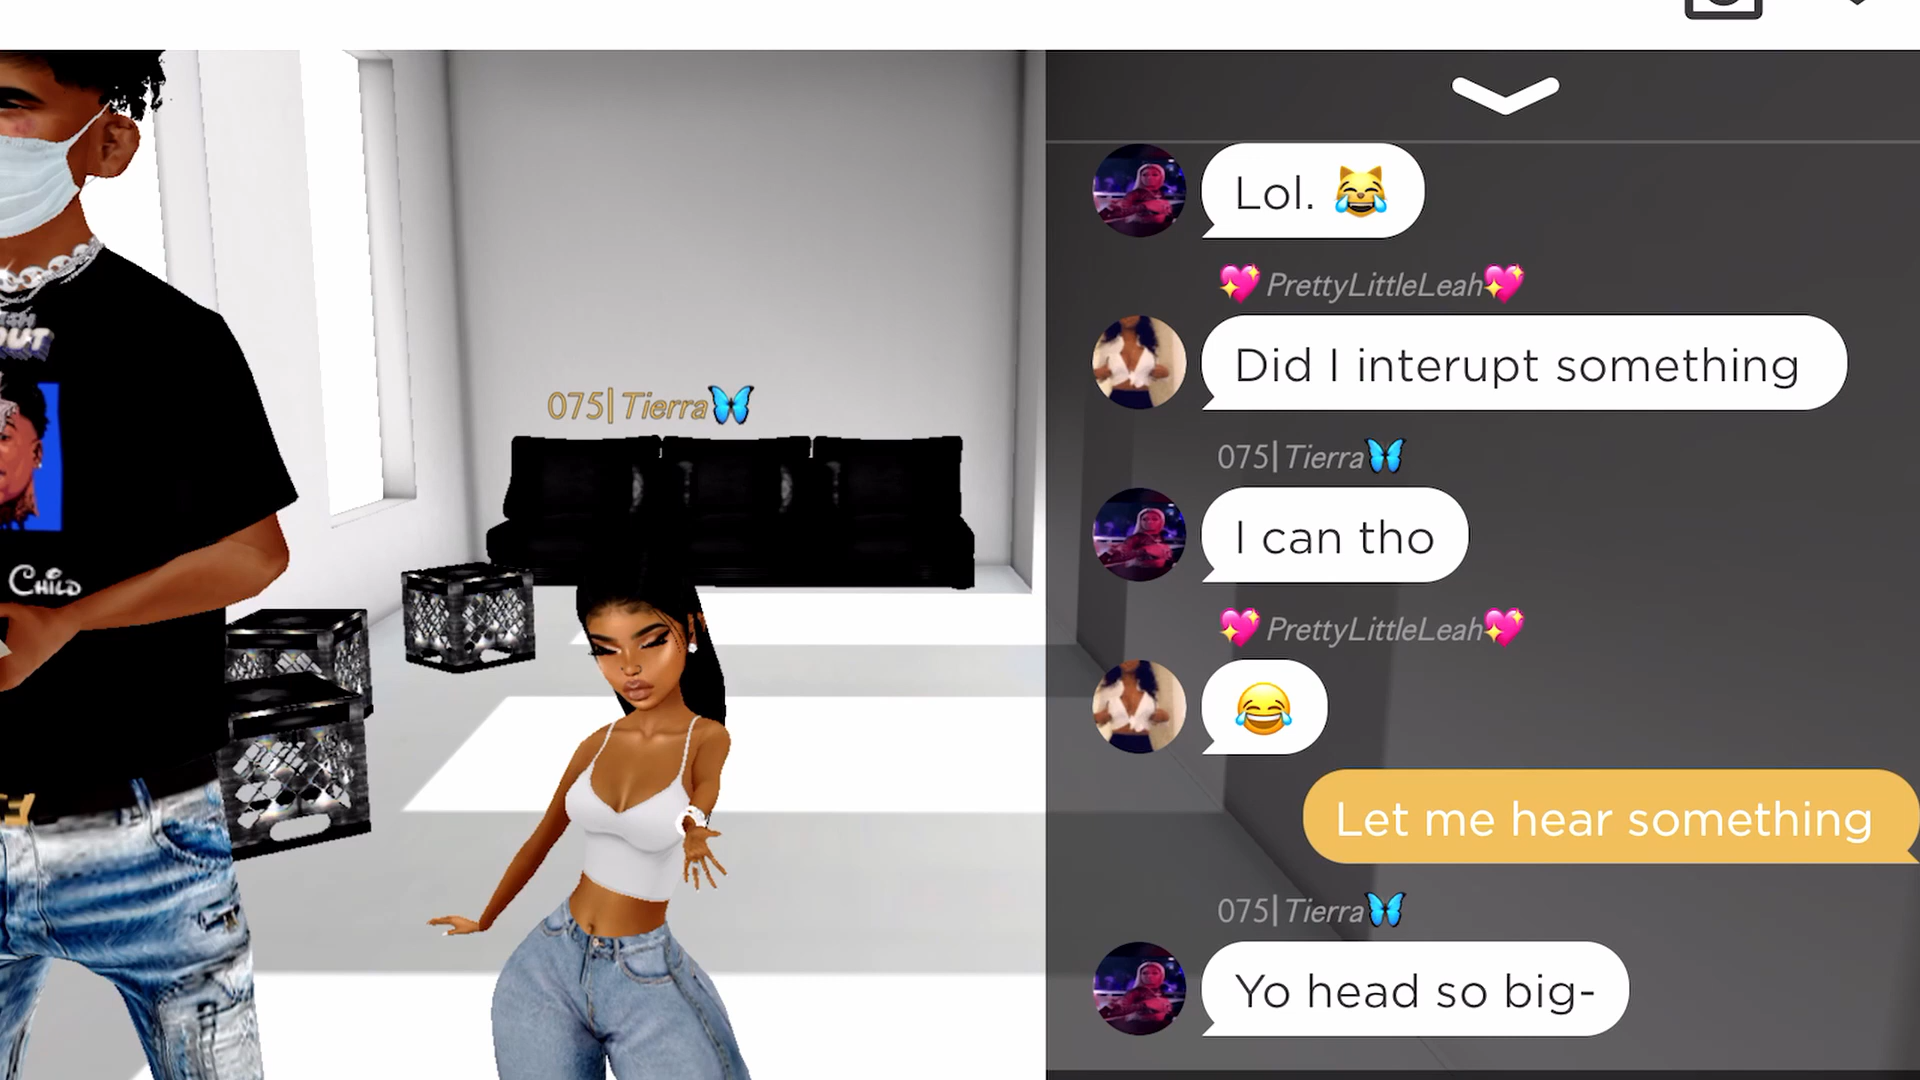 Lol. 😹
💖PrettyLittleLeah💖
Did I interupt something
075|Tierra🦋
075|Tierra🦋
I can tho
💖PrettyLittleLeah💖
😂
CHILD
Let me hear something
075|Tierra🦋
Yo head so big-